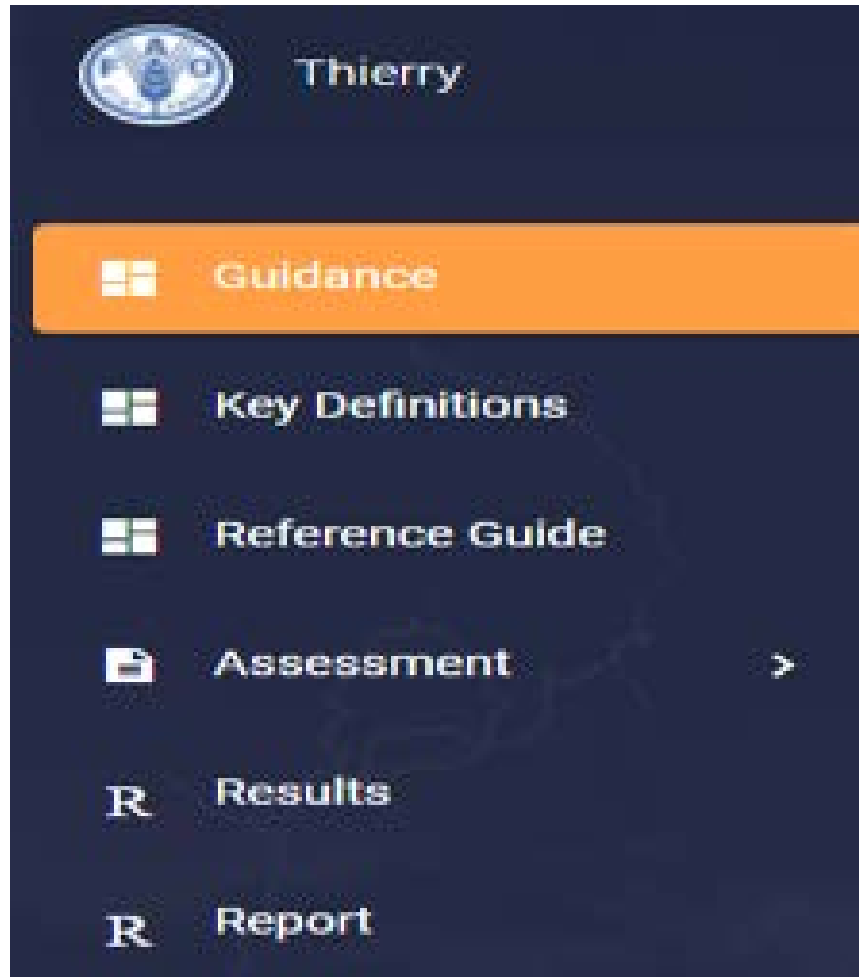 F A O
Thierry
Guidance
Key Definitions
Reference Guide
Assessment >
R Results
R Report